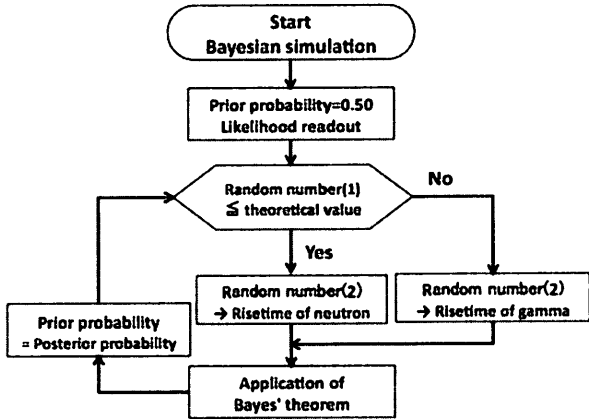 Start
Bayesian simulation
Prior probability=0.50
Likelihood readout
Random number(1)
≦ theoretical value
No
Yes
Random number(2)
→ Risetime of neutron
Random number(2)
→ Risetime of gamma
Prior probability
= Posterior probability
Application of
Bayes' theorem